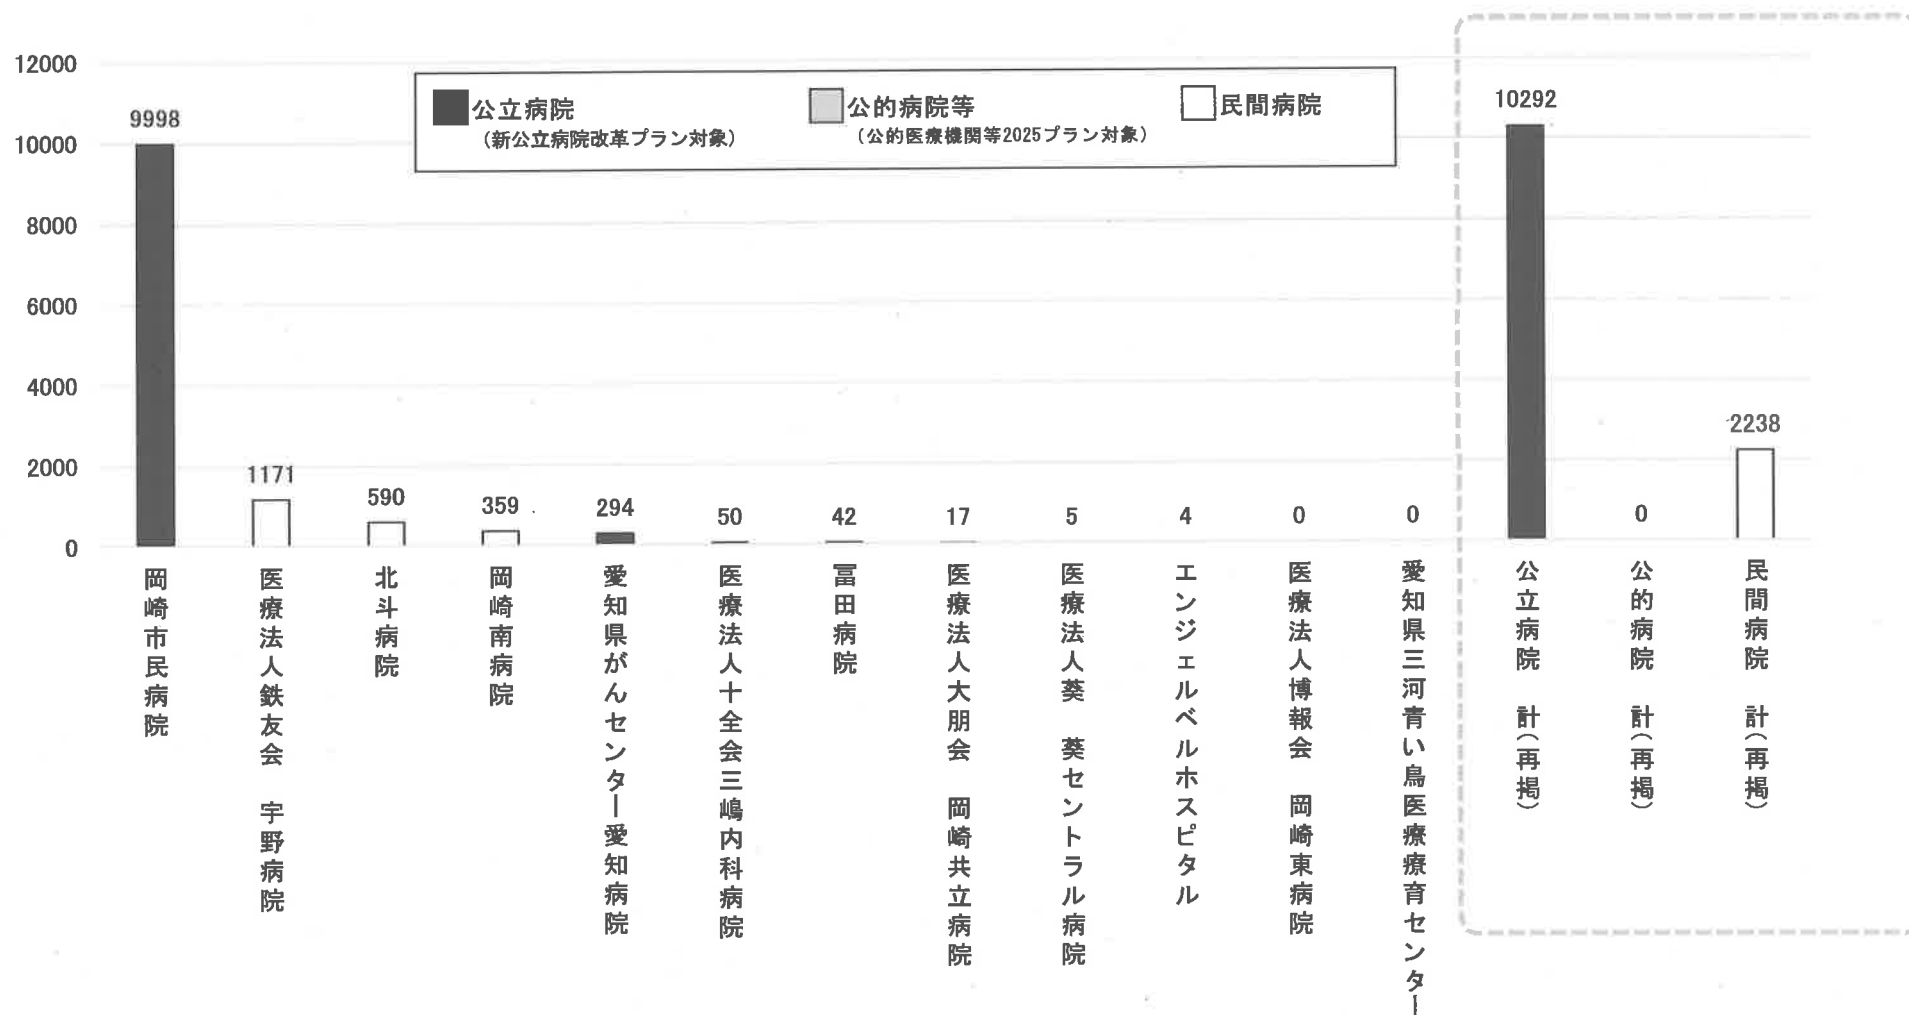 12000
10000
8000
6000
4000
2000
0
公立病院
（新公立病院改革プラン対象）
公的病院等
（公的医療機関等2025プラン対象）
民間病院
9998
1171
590
359
294
50
42
17
5
4
0
0
10292
0
2238
岡崎市民病院
医療法人鉄友会　宇野病院
北斗病院
岡崎南病院
愛知県がんセンター愛知病院
医療法人十全会三嶋内科病院
冨田病院
医療法人大朋会　岡崎共立病院
医療法人葵　葵セントラル病院
エンジェルベルホスピタル
医療法人博報会　岡崎東病院
愛知県三河青い鳥医療療育センター
公立病院　計（再掲）
公的病院　計（再掲）
民間病院　計（再掲）